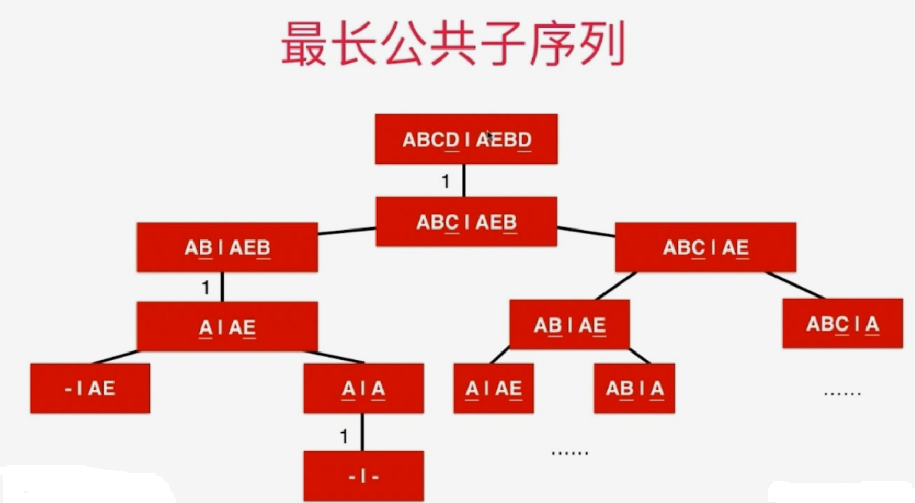 最长公共子序列
ABCD | AEBD
1
ABC | AEB
AB | AEB
ABC | AE
1
A | AE
AB | AE
ABC | A
- | AE
A | A
A | AE
AB | A
......
1
......
- | -